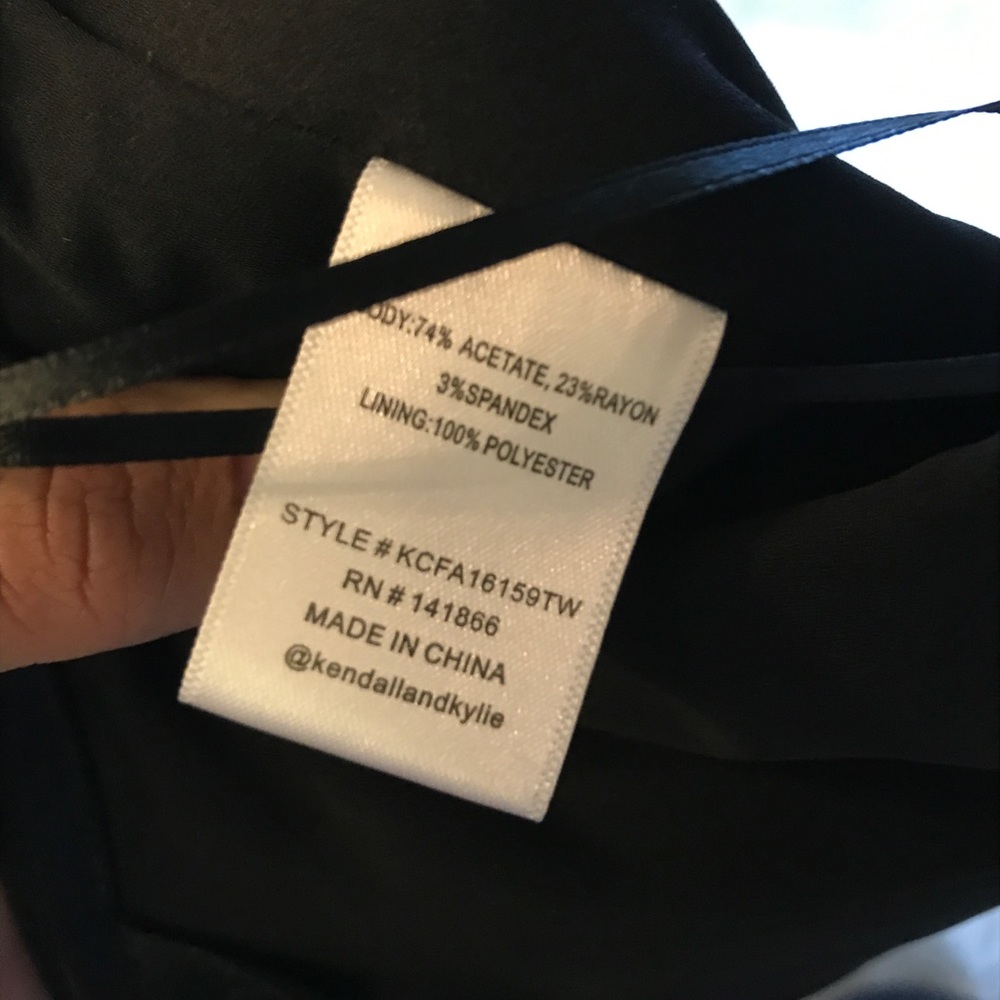 ODY:74% ACETATE, 23%RAYON
3%SPANDEX
LINING:100% POLYESTER
STYLE # KCFA16159TW
RN # 141866
MADE IN CHINA
@kendallandkylie